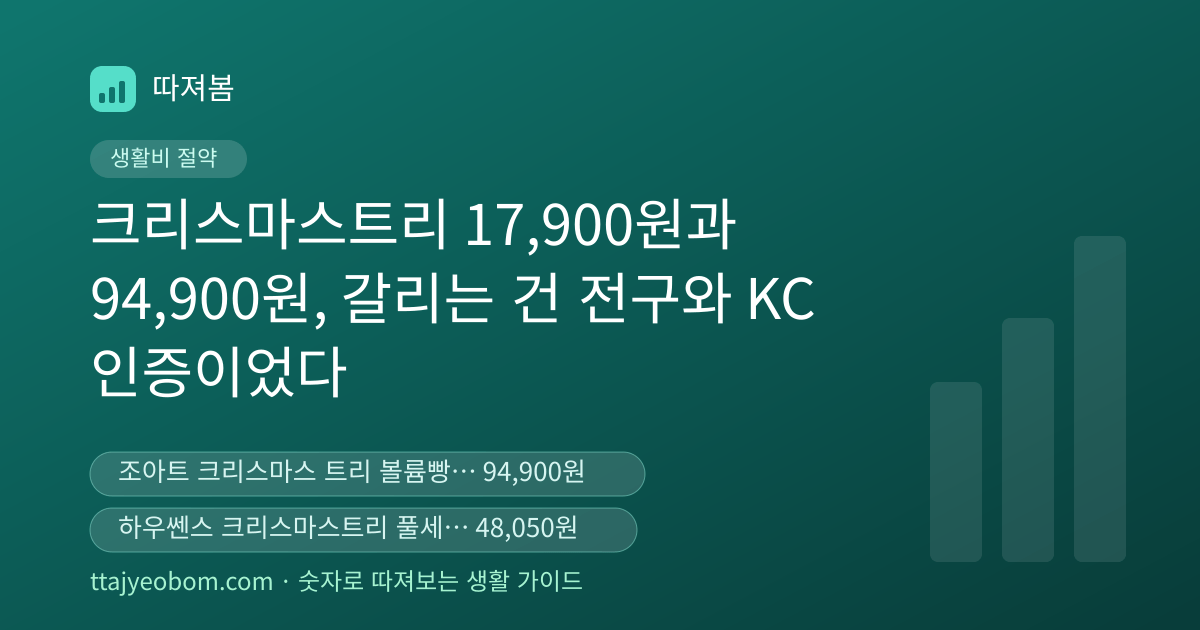 따져봄
생활비 절약
크리스마스트리 17,900원과
94,900원, 갈리는 건 전구와 KC
인증이었다
조아트 크리스마스 트리 볼륨빵… 94,900원
하우쎈스 크리스마스트리 풀세… 48,050원
ttajyeobom.com · 숫자로 따져보는 생활 가이드